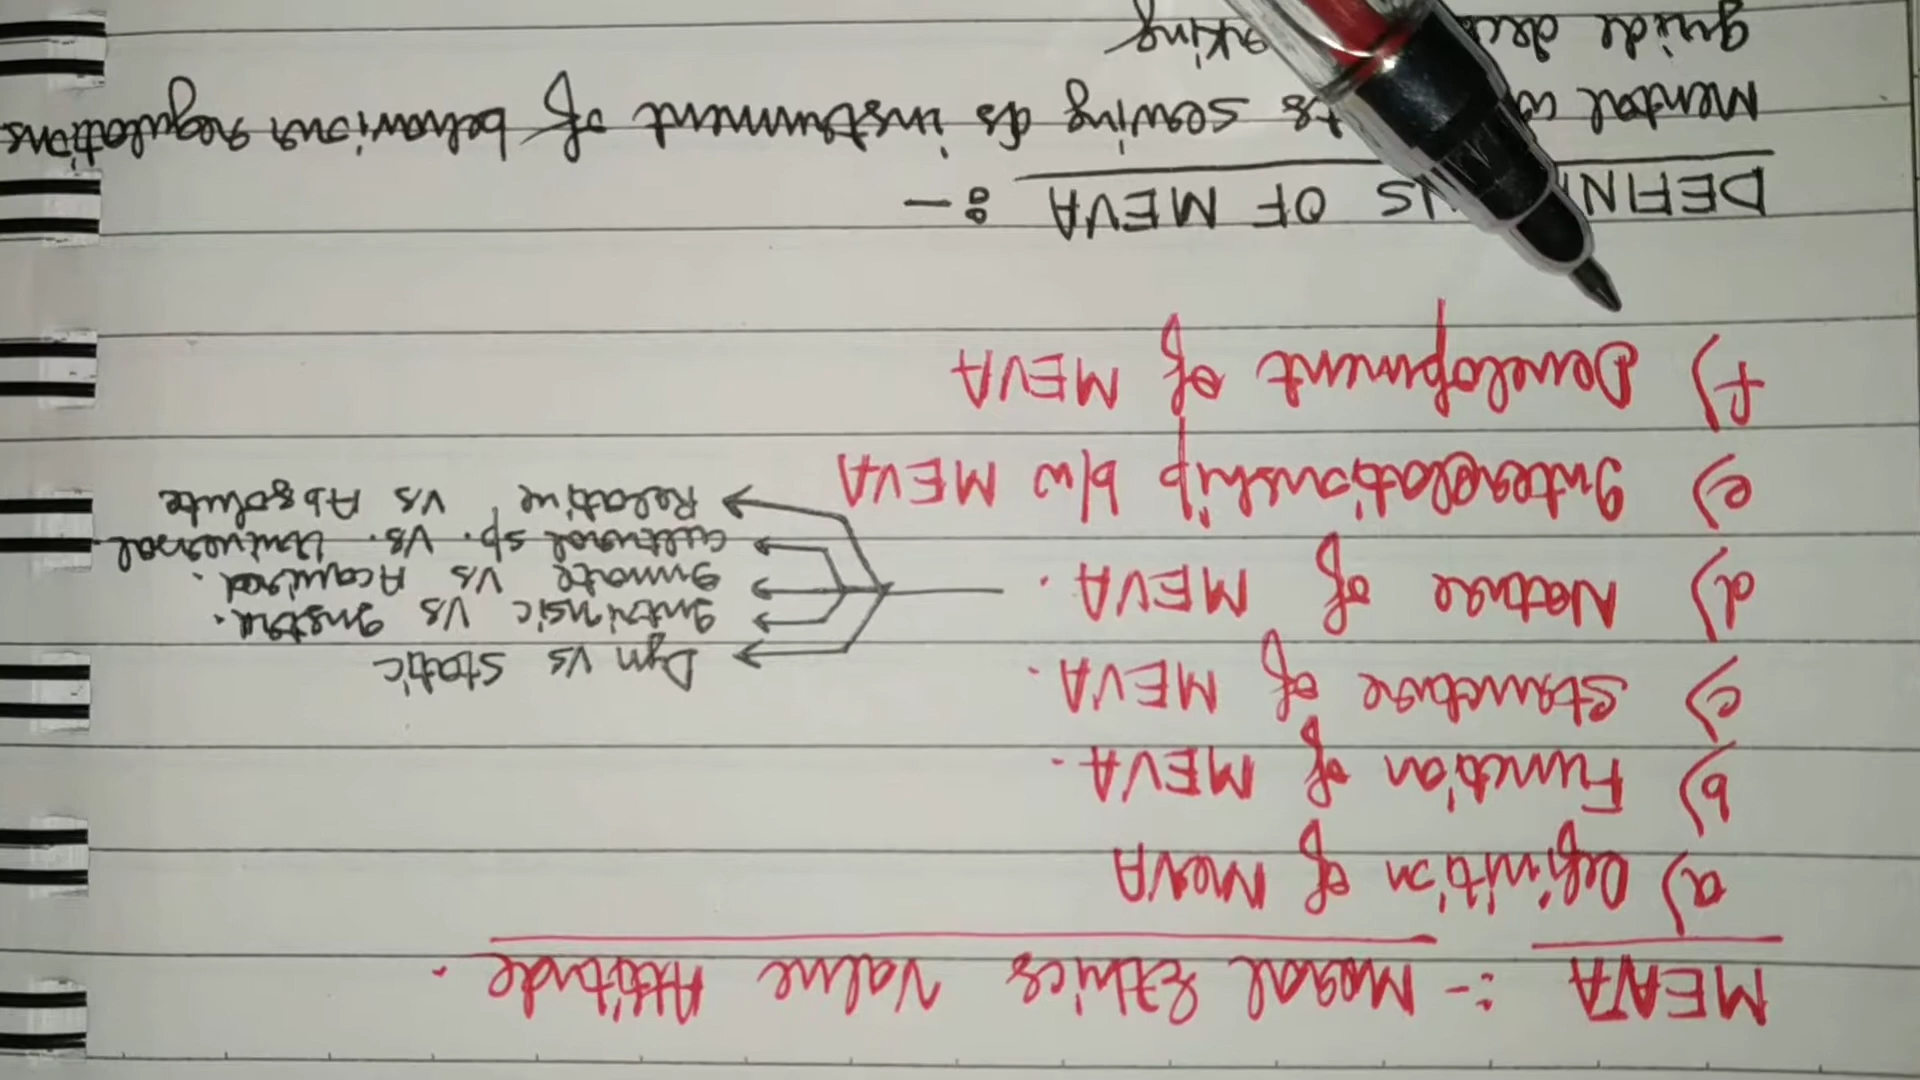 MEVA :- Moral Ethics Value Attitude.
a) Definition of MEVA
b) Function of MEVA.
c) Structure of MEVA.
d) Nature of MEVA.
Dyn vs Static
Intrinsic vs Instru.
Innate vs Acquired.
Cultural sp. vs. Universal
Relative vs Absolute
e) Interrelationship b/w MEVA
f) Development of MEVA
OF MEVA :-
Mental serving as instrument of behaviour regulations
guide